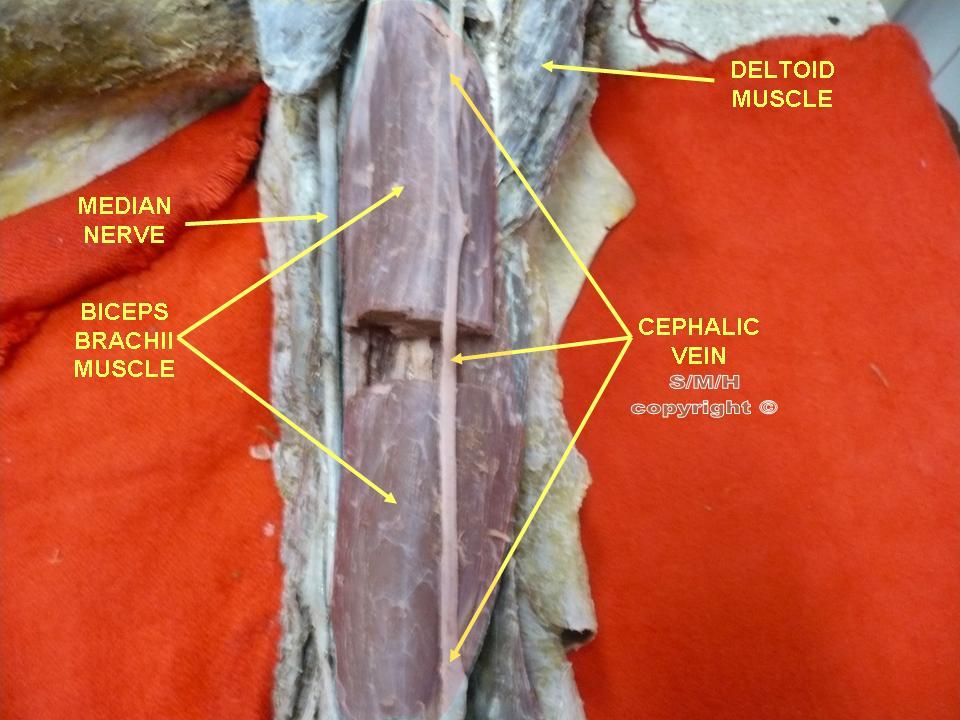 DELTOID
MUSCLE
MEDIAN
NERVE
BICEPS
BRACHII
MUSCLE
CEPHALIC
VEIN
S/M/H
copyright ©